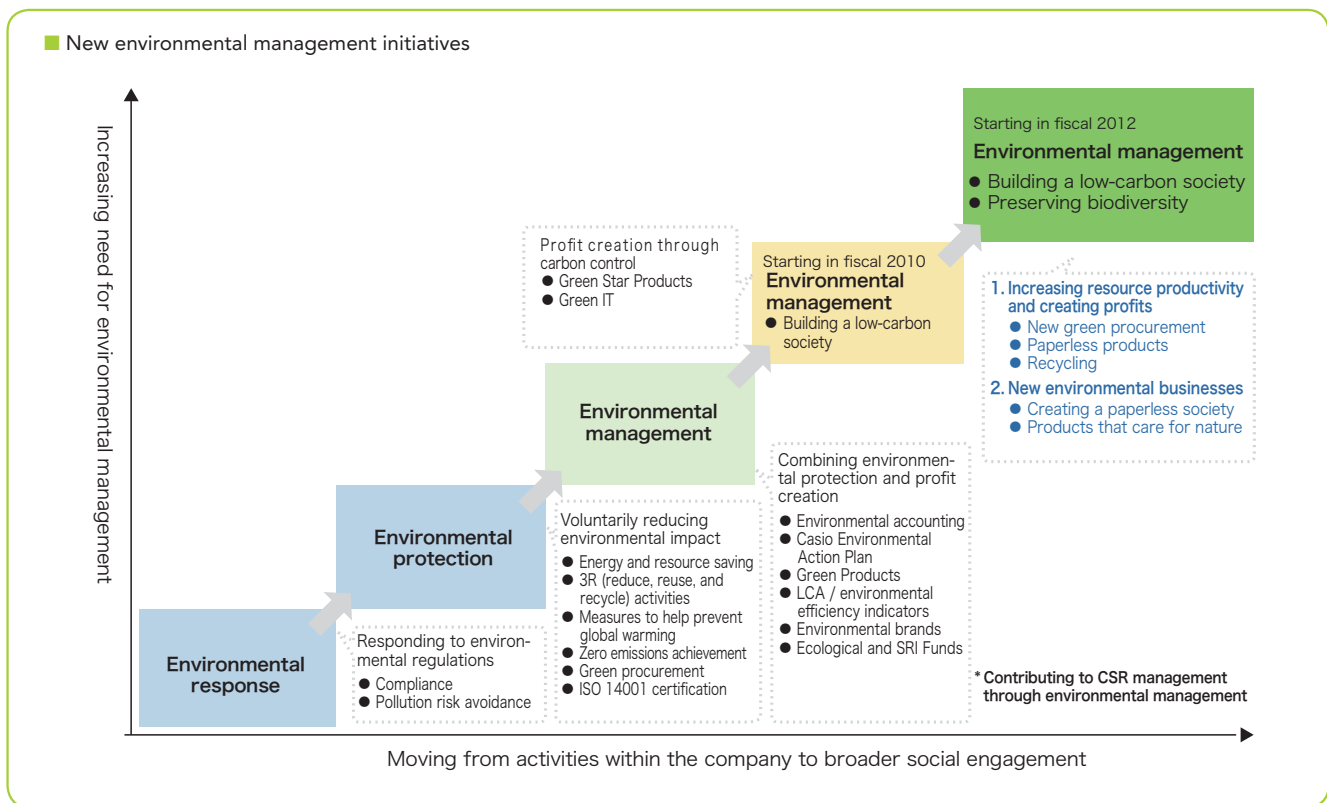 ■ New environmental management initiatives
Increasing need for environmental management
Starting in fiscal 2012
Environmental management
● Building a low-carbon society
● Preserving biodiversity
Profit creation through
carbon control
● Green Star Products
● Green IT
Starting in fiscal 2010
Environmental
management
● Building a low-carbon
society
1. Increasing resource productivity
and creating profits
● New green procurement
● Paperless products
● Recycling
2. New environmental businesses
● Creating a paperless society
● Products that care for nature
Environmental
management
Combining environmen-
tal protection and profit
creation
● Environmental accounting
● Casio Environmental
Action Plan
● Green Products
● LCA / environmental
efficiency indicators
● Environmental brands
● Ecological and SRI Funds
Environmental
protection
Voluntarily reducing
environmental impact
● Energy and resource saving
● 3R (reduce, reuse, and
recycle) activities
● Measures to help prevent
global warming
● Zero emissions achievement
● Green procurement
● ISO 14001 certification
Environmental
response
Responding to environ-
mental regulations
● Compliance
● Pollution risk avoidance
* Contributing to CSR management
through environmental management
Moving from activities within the company to broader social engagement